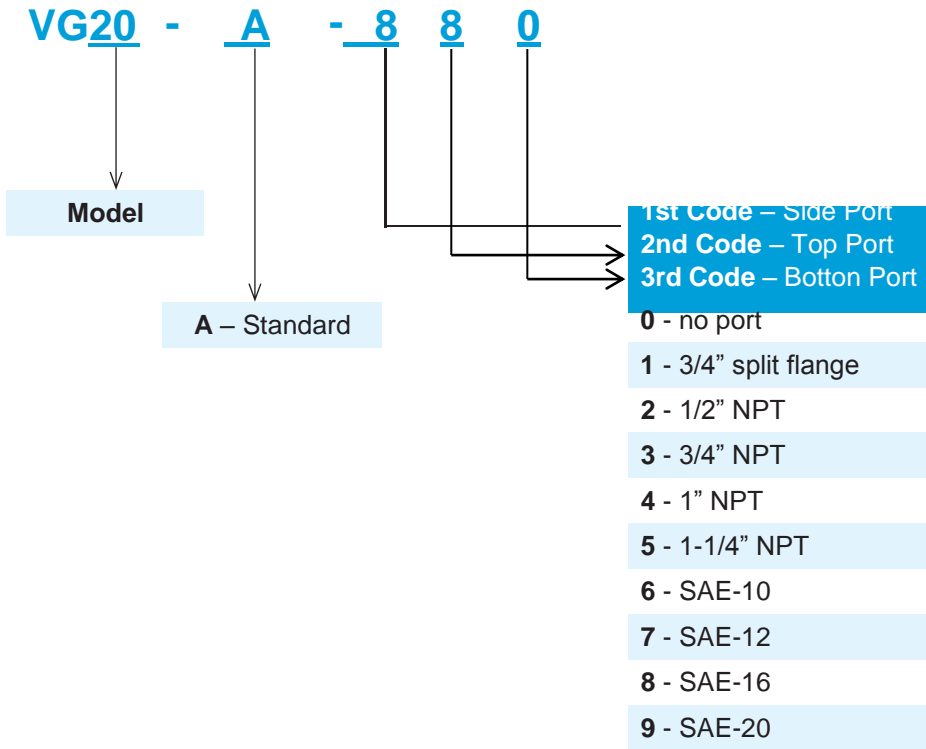 VG20 - A - 8 8 0
Model
A – Standard
1st Code – Side Port
2nd Code – Top Port
3rd Code – Botton Port
0 - no port
1 - 3/4” split flange
2 - 1/2” NPT
3 - 3/4” NPT
4 - 1” NPT
5 - 1-1/4” NPT
6 - SAE-10
7 - SAE-12
8 - SAE-16
9 - SAE-20